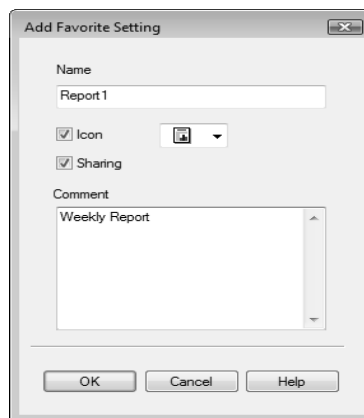 Add Favorite Setting
Name
Report1
Icon
Sharing
Comment
Weekly Report
OK Cancel Help